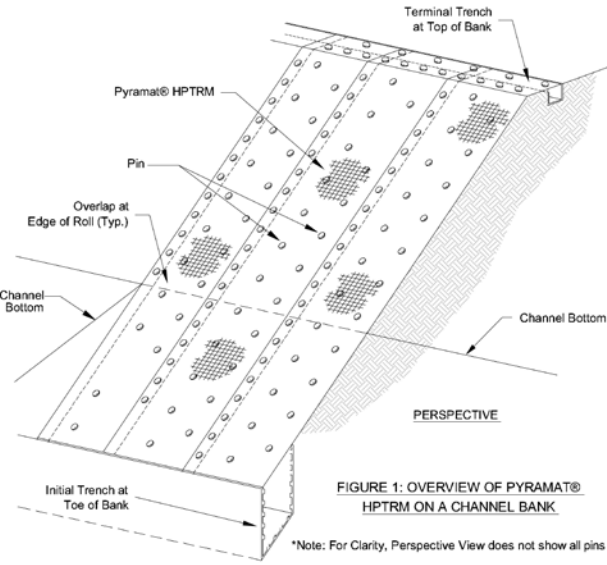 Terminal Trench
at Top of Bank
Pyramat® HPTRM
Pin
Overlap at
Edge of Roll (Typ.)
Channel
Bottom
Channel Bottom
PERSPECTIVE
Initial Trench at
Toe of Bank
FIGURE 1: OVERVIEW OF PYRAMAT®
HPTRM ON A CHANNEL BANK
*Note: For Clarity, Perspective View does not show all pins